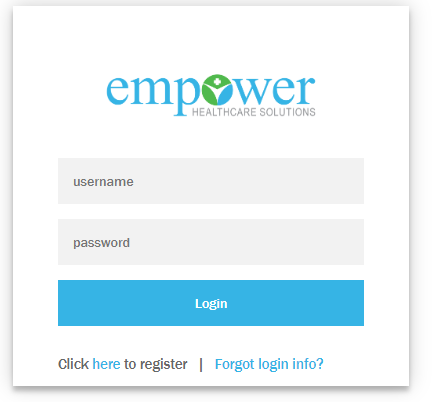 empower
HEALTHCARE SOLUTIONS
username
password
Login
Click here to register | Forgot login info?